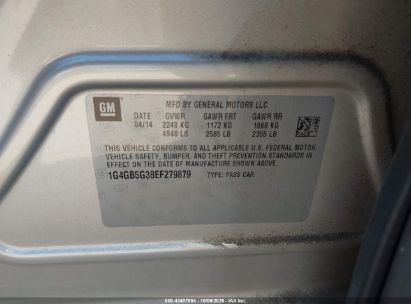 GM
MFD BY GENERAL MOTORS LLC
DATE GVWR GAWR FRT GAWR RR
04/14 2240 KG 1172 KG 1068 KG
4940 LB 2585 LB 2355 LB
THIS VEHICLE CONFORMS TO ALL APPLICABLE U.S. FEDERAL MOTOR
VEHICLE SAFETY, BUMPER, AND THEFT PREVENTION STANDARDS IN
EFFECT ON THE DATE OF MANUFACTURE SHOWN ABOVE.
1G4GB5G38EF279879 TYPE: PASS CAR